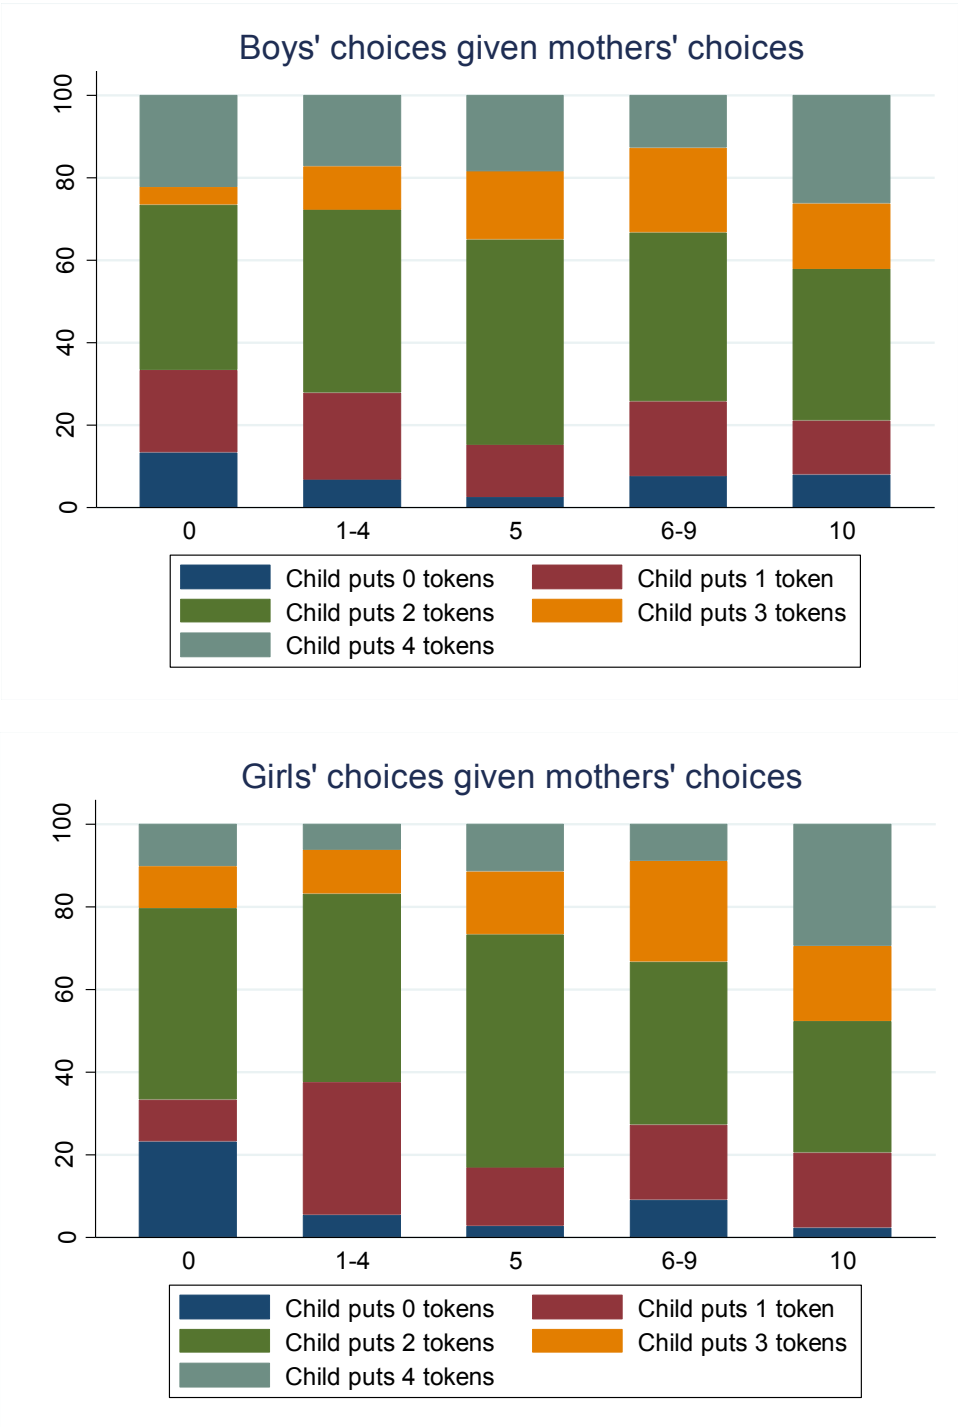 Boys' choices given mothers' choices
100
80
60
40
20
0
0 1-4 5 6-9 10
Child puts 0 tokens Child puts 1 token
Child puts 2 tokens Child puts 3 tokens
Child puts 4 tokens
Girls' choices given mothers' choices
100
80
60
40
20
0
0 1-4 5 6-9 10
Child puts 0 tokens Child puts 1 token
Child puts 2 tokens Child puts 3 tokens
Child puts 4 tokens